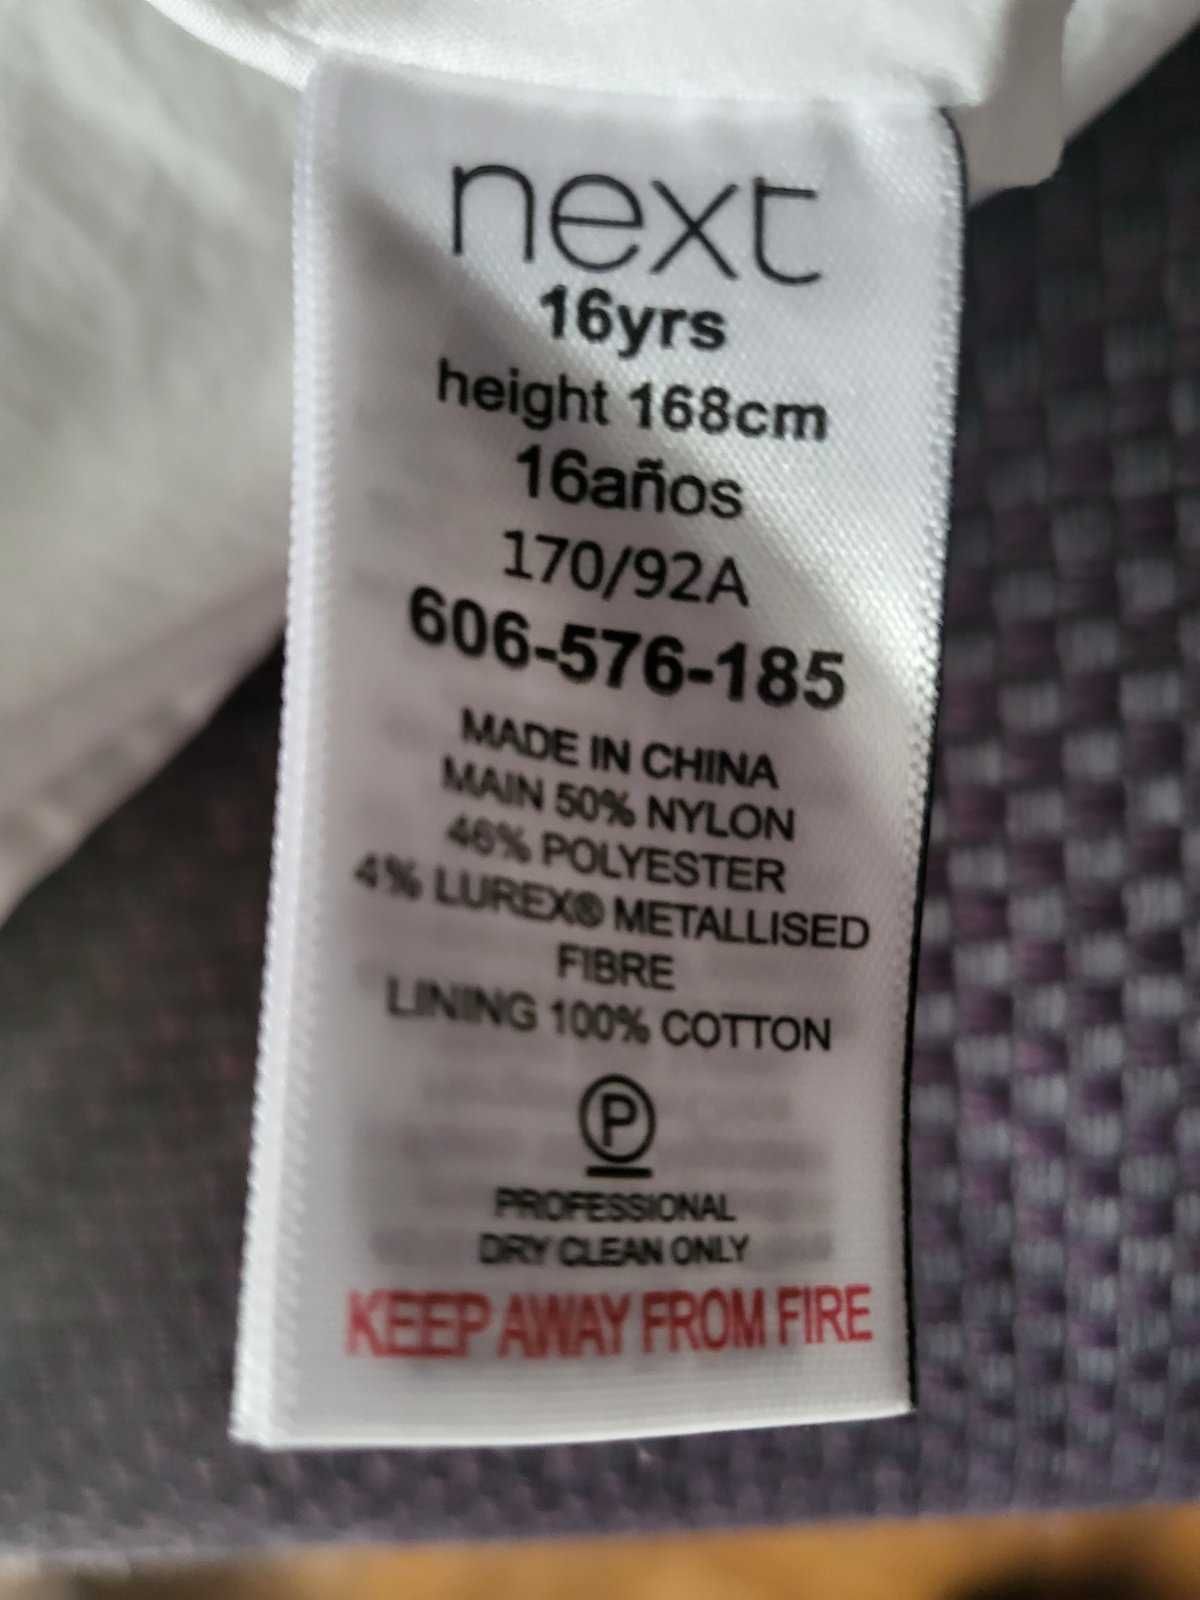 next
16yrs
height 168cm
16años
170/92A
606-576-185
MADE IN CHINA
MAIN 50% NYLON
46% POLYESTER
4% LUREX® METALLISED
FIBRE
LINING 100% COTTON
P
PROFESSIONAL
DRY CLEAN ONLY
KEEP AWAY FROM FIRE